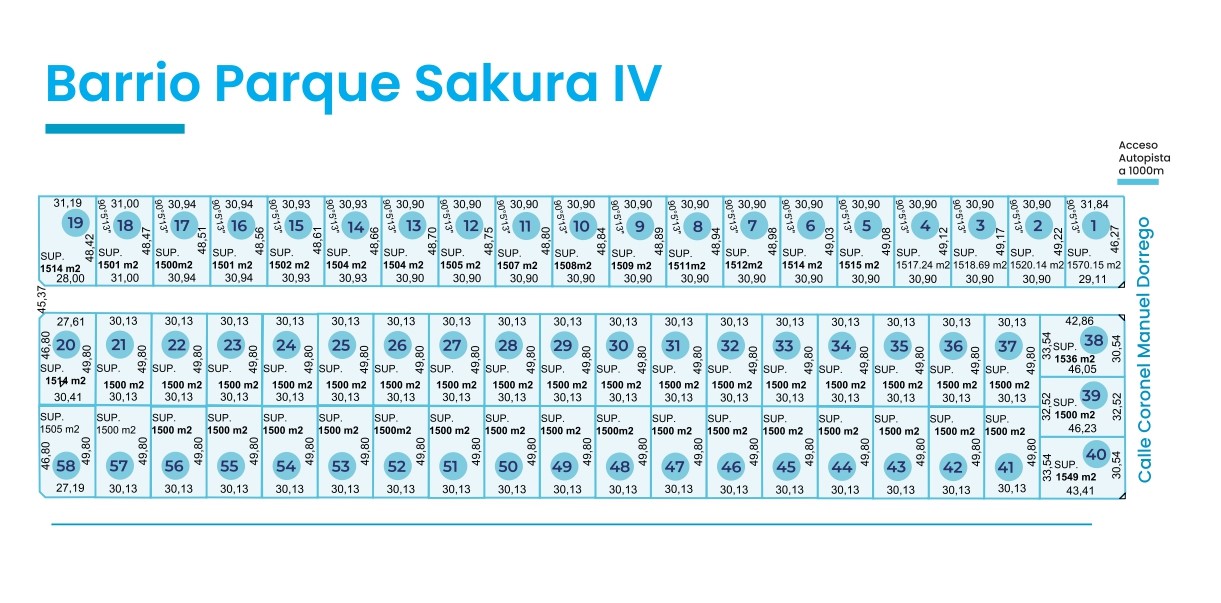 Barrio Parque Sakura IV
Acceso
Autopista
a 1000m
31,19 31,00 30,94 30,94 30,93 30,93 30,90 30,90 30,90 30,90 30,90 30,90 30,90 30,90 30,90 30,90 30,90 30,90 31,84
19 18 17 16 15 14 13 12 11 10 9 8 7 6 5 4 3 2 1
48,42 48,47 48,51 48,56 48,61 48,66 48,70 48,75 48,80 48,84 48,89 48,94 48,98 49,03 49,08 49,12 49,17 49,22 46,27
SUP. SUP. SUP. SUP. SUP. SUP. SUP. SUP. SUP. SUP. SUP. SUP. SUP. SUP. SUP. SUP. SUP. SUP. SUP.
1514 m2 1501 m2 1500m2 1501 m2 1502 m2 1504 m2 1504 m2 1505 m2 1507 m2 1508m2 1509 m2 1511m2 1512m2 1514 m2 1515 m2 1517.24 m2 1518.69 m2 1520.14 m2 1570.15 m2
28,00 31,00 30,94 30,94 30,93 30,93 30,90 30,90 30,90 30,90 30,90 30,90 30,90 30,90 30,90 30,90 30,90 30,90 29,11
45,37
27,61 30,13 30,13 30,13 30,13 30,13 30,13 30,13 30,13 30,13 30,13 30,13 30,13 30,13 30,13 30,13 30,13 30,13
46,80 20 21 22 23 24 25 26 27 28 29 30 31 32 33 34 35 36 37
49,80 49,80 49,80 49,80 49,80 49,80 49,80 49,80 49,80 49,80 49,80 49,80 49,80 49,80 49,80 49,80 49,80 49,80
SUP. SUP. SUP. SUP. SUP. SUP. SUP. SUP. SUP. SUP. SUP. SUP. SUP. SUP. SUP. SUP. SUP. SUP.
1514 m2 1500 m2 1500 m2 1500 m2 1500 m2 1500 m2 1500 m2 1500 m2 1500 m2 1500 m2 1500 m2 1500 m2 1500 m2 1500 m2 1500 m2 1500 m2 1500 m2 1500 m2
30,41 30,13 30,13 30,13 30,13 30,13 30,13 30,13 30,13 30,13 30,13 30,13 30,13 30,13 30,13 30,13 30,13 30,13
SUP. SUP. SUP. SUP. SUP. SUP. SUP. SUP. SUP. SUP. SUP. SUP. SUP. SUP. SUP. SUP. SUP. SUP.
1505 m2 1500 m2 1500 m2 1500 m2 1500 m2 1500 m2 1500m2 1500 m2 1500 m2 1500 m2 1500m2 1500 m2 1500 m2 1500 m2 1500 m2 1500 m2 1500 m2 1500 m2
46,80 49,80 49,80 49,80 49,80 49,80 49,80 49,80 49,80 49,80 49,80 49,80 49,80 49,80 49,80 49,80 49,80 49,80 49,80
58 57 56 55 54 53 52 51 50 49 48 47 46 45 44 43 42 41
27,19 30,13 30,13 30,13 30,13 30,13 30,13 30,13 30,13 30,13 30,13 30,13 30,13 30,13 30,13 30,13 30,13 30,13
42,86
33,54 38 30,54
SUP.
1536 m2
46,05
32,52 39 32,52
SUP.
1500 m2
46,23
33,54 40 30,54
SUP.
1549 m2
43,41
Calle Coronel Manuel Dorrego